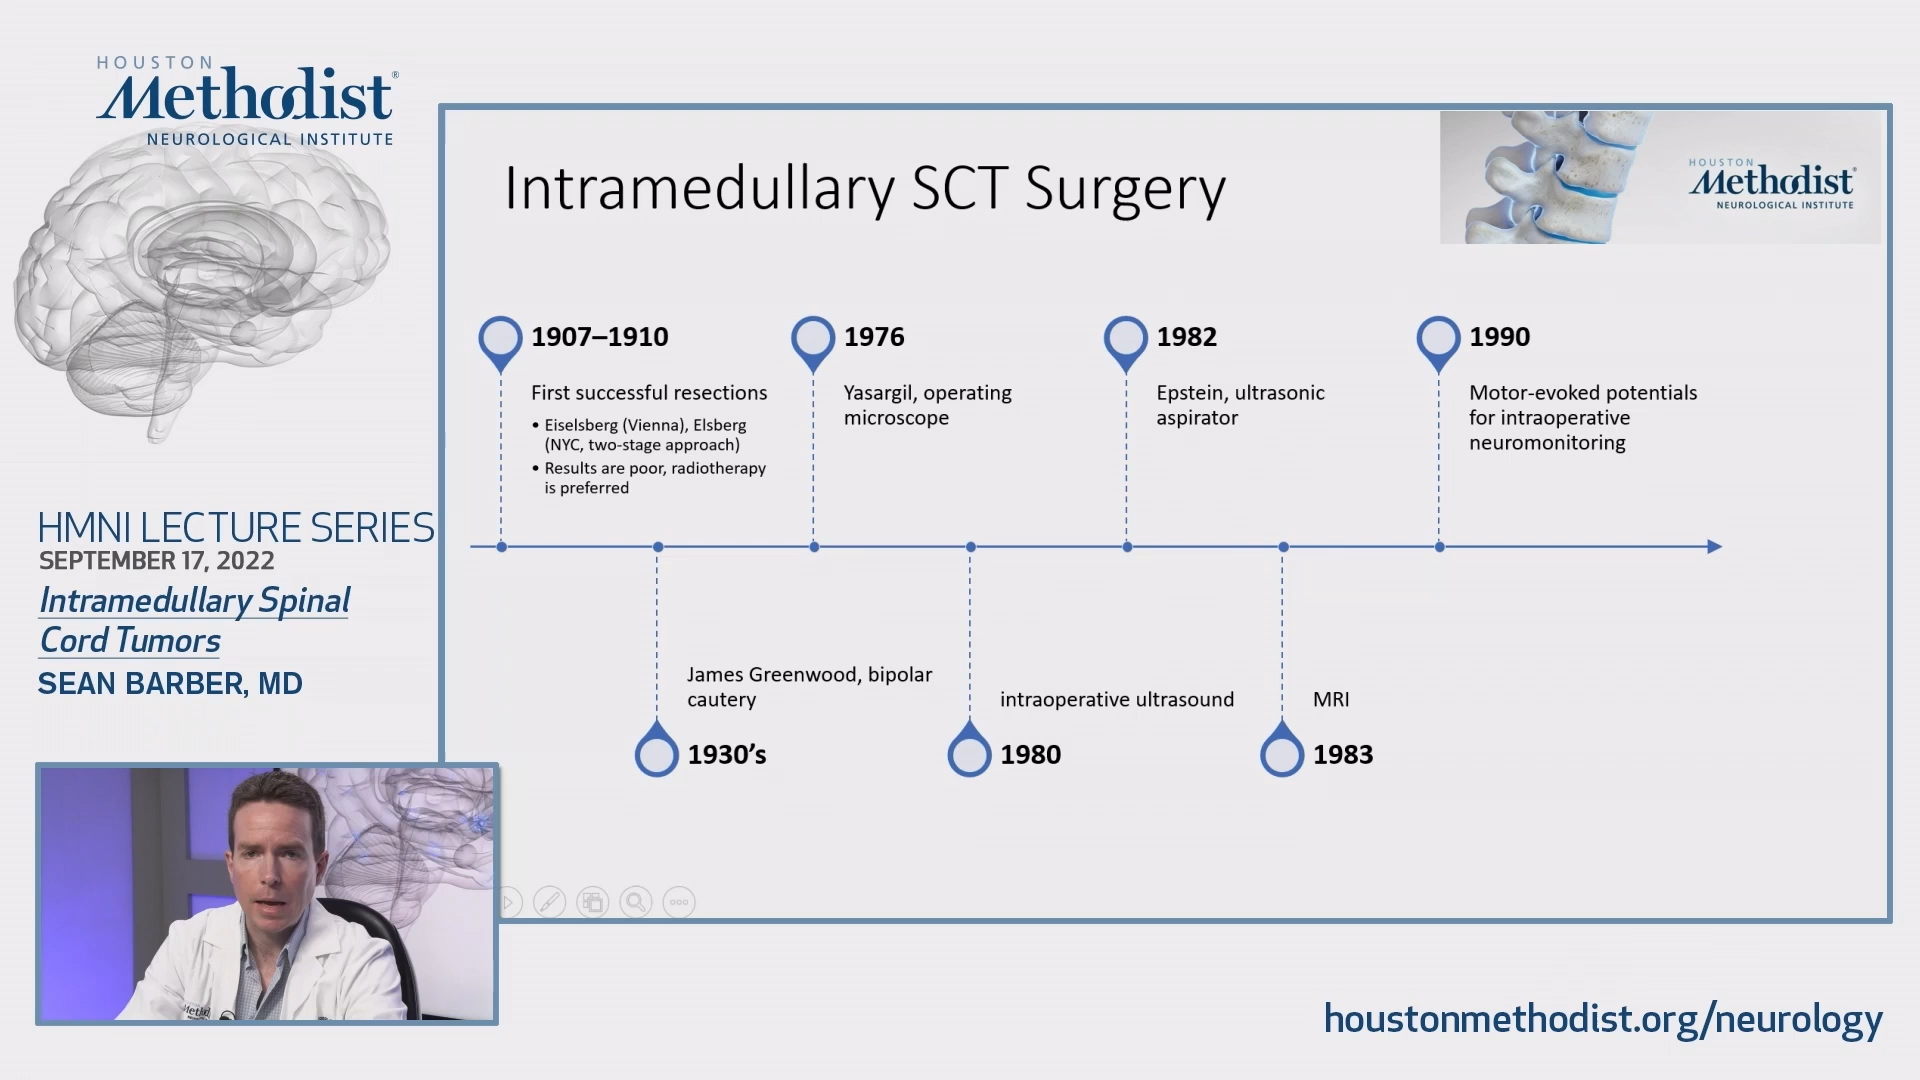 HOUSTON
Methodist®
NEUROLOGICAL INSTITUTE
HMNI LECTURE SERIES
SEPTEMBER 17, 2022
Intramedullary Spinal
Cord Tumors
SEAN BARBER, MD
Intramedullary SCT Surgery
HOUSTON
Methodist®
NEUROLOGICAL INSTITUTE
1907–1910
First successful resections
• Eiselsberg (Vienna), Elsberg
(NYC, two-stage approach)
• Results are poor, radiotherapy
is preferred
1976
Yasargil, operating
microscope
1982
Epstein, ultrasonic
aspirator
1990
Motor-evoked potentials
for intraoperative
neuromonitoring
James Greenwood, bipolar
cautery
1930’s
intraoperative ultrasound
1980
MRI
1983
houstonmethodist.org/neurology